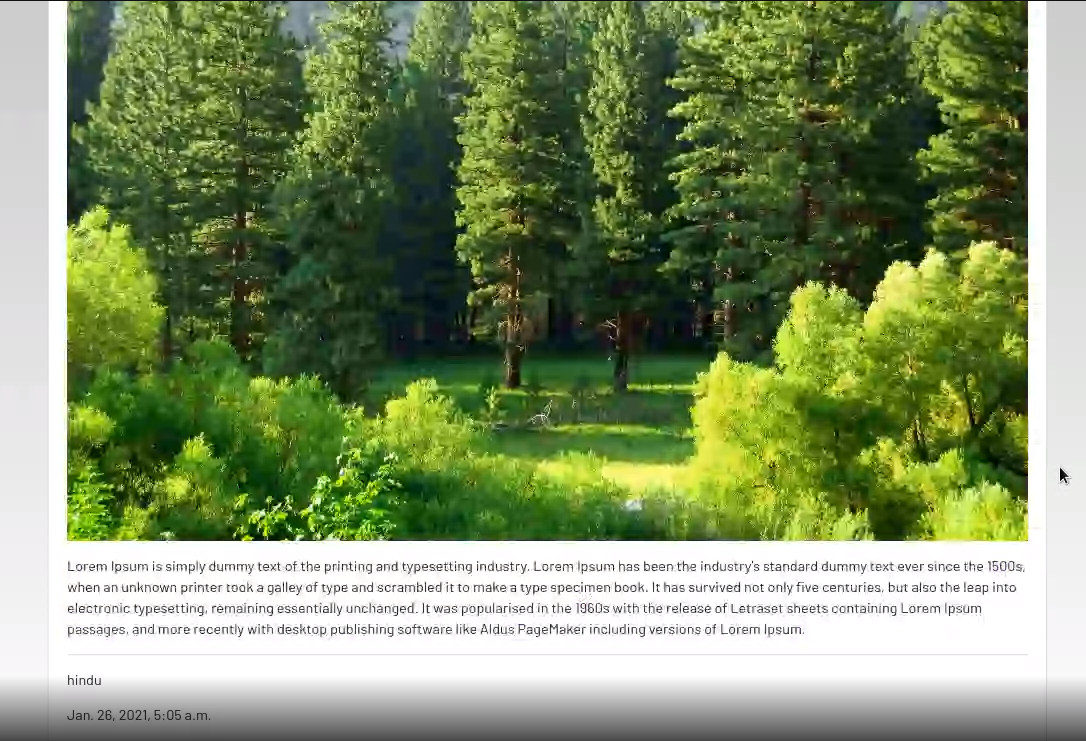 Lorem Ipsum is simply dummy text of the printing and typesetting industry. Lorem Ipsum has been the industry's standard dummy text ever since the 1500s,
when an unknown printer took a galley of type and scrambled it to make a type specimen book. It has survived not only five centuries, but also the leap into
electronic typesetting, remaining essentially unchanged. It was popularised in the 1960s with the release of Letraset sheets containing Lorem Ipsum
passages, and more recently with desktop publishing software like Aldus PageMaker including versions of Lorem Ipsum.
hindu
Jan. 26, 2021, 5:05 a.m.